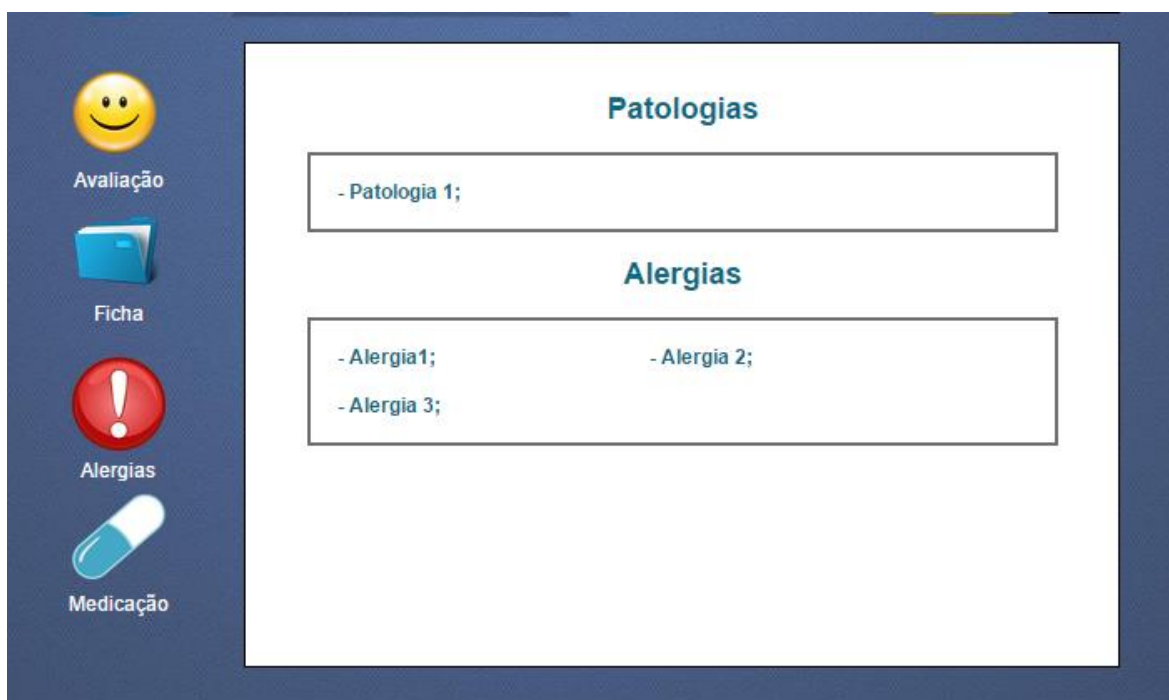 Avaliação
Ficha
Alergias
Medicação
Patologias
- Patologia 1;
Alergias
- Alergia1; - Alergia 2;
- Alergia 3;